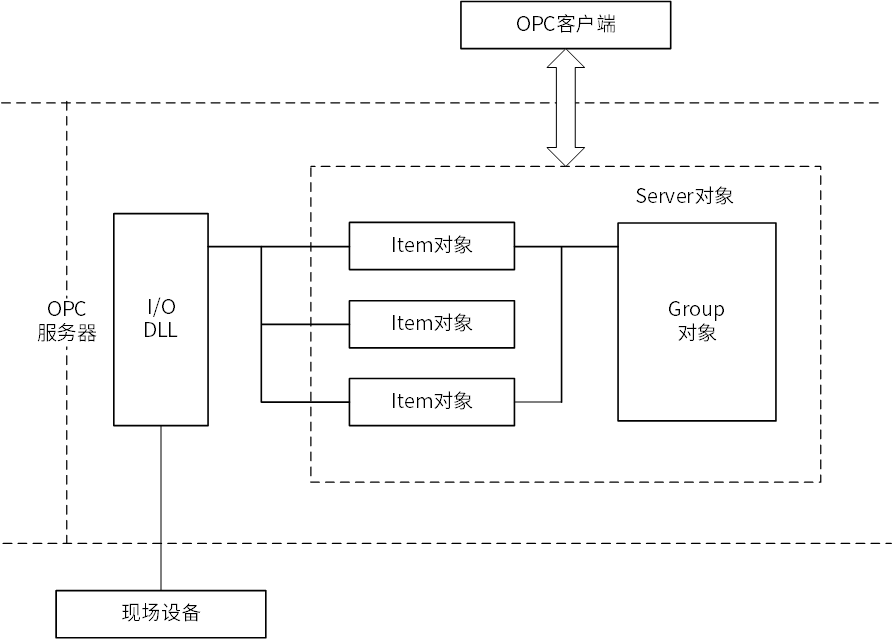 OPC客户端
Server对象
Item对象
I/O
DLL
OPC
服务器
Item对象
Group
对象
Item对象
现场设备